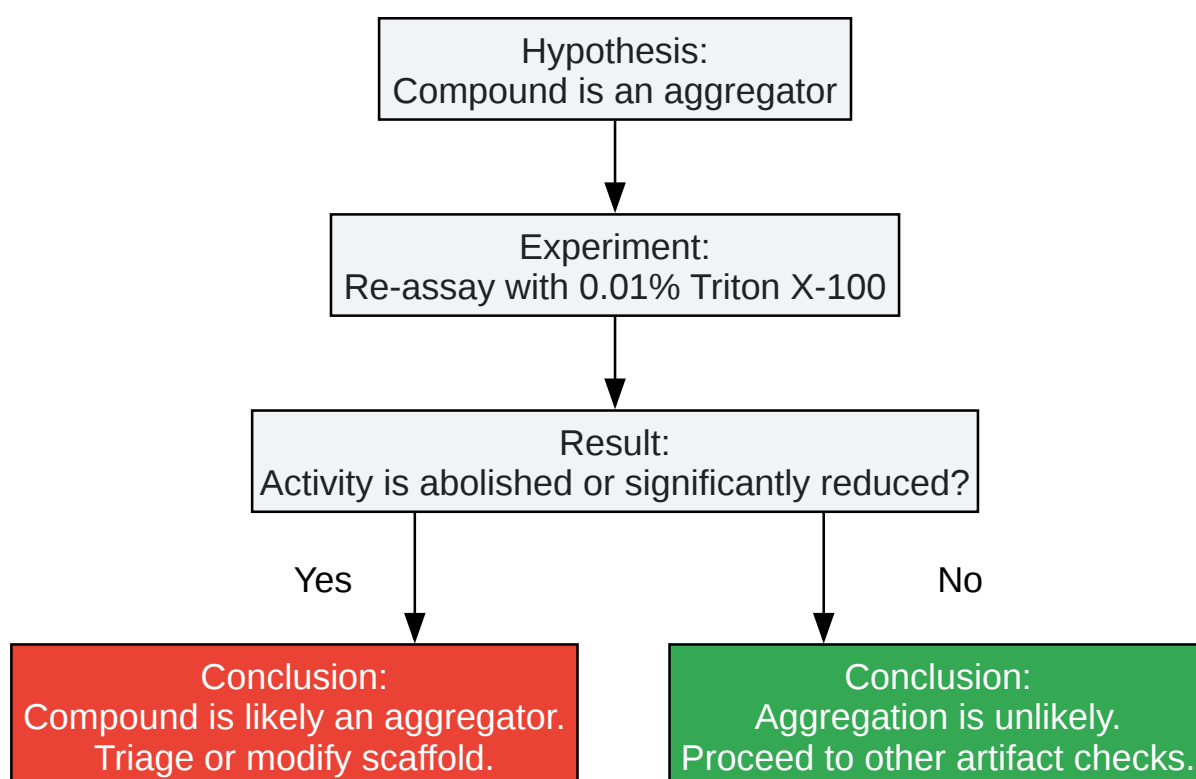 Hypothesis:
Compound is an aggregator
Experiment:
Re-assay with 0.01% Triton X-100
Result:
Activity is abolished or significantly reduced?
Yes
No
Conclusion:
Compound is likely an aggregator.
Triage or modify scaffold.
Conclusion:
Aggregation is unlikely.
Proceed to other artifact checks.